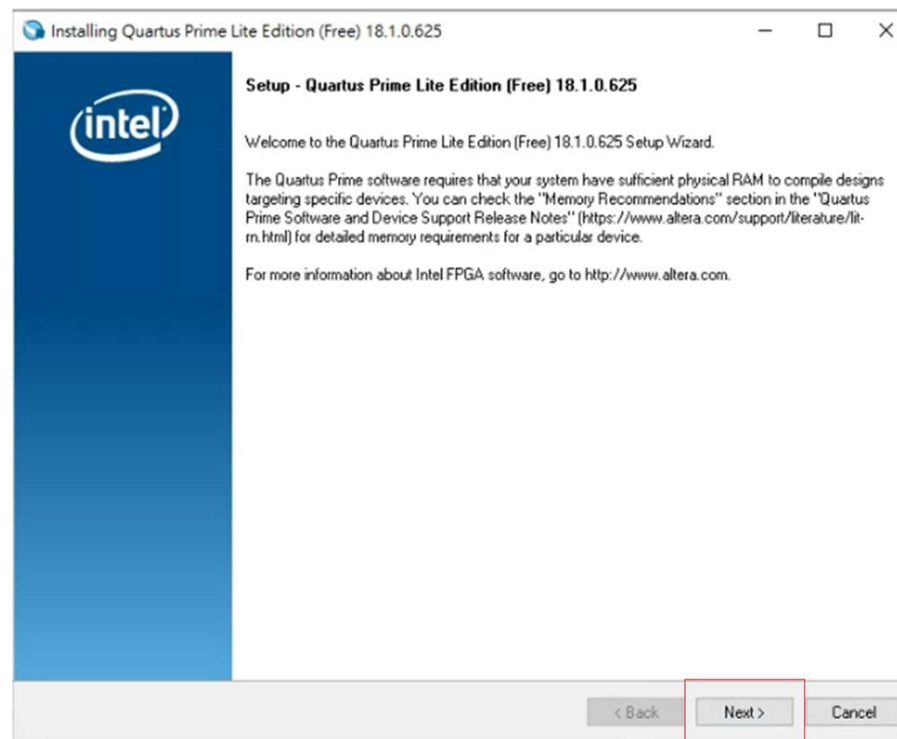 Installing Quartus Prime Lite Edition (Free) 18.1.0.625
intel
Setup - Quartus Prime Lite Edition (Free) 18.1.0.625
Welcome to the Quartus Prime Lite Edition (Free) 18.1.0.625 Setup Wizard.
The Quartus Prime software requires that your system have sufficient physical RAM to compile designs
targeting specific devices. You can check the "Memory Recommendations" section in the "Quartus
Prime Software and Device Support Release Notes" (https://www.altera.com/support/literature/lit-
rn.html) for detailed memory requirements for a particular device.
For more information about Intel FPGA software, go to http://www.altera.com.
< Back
Next >
Cancel